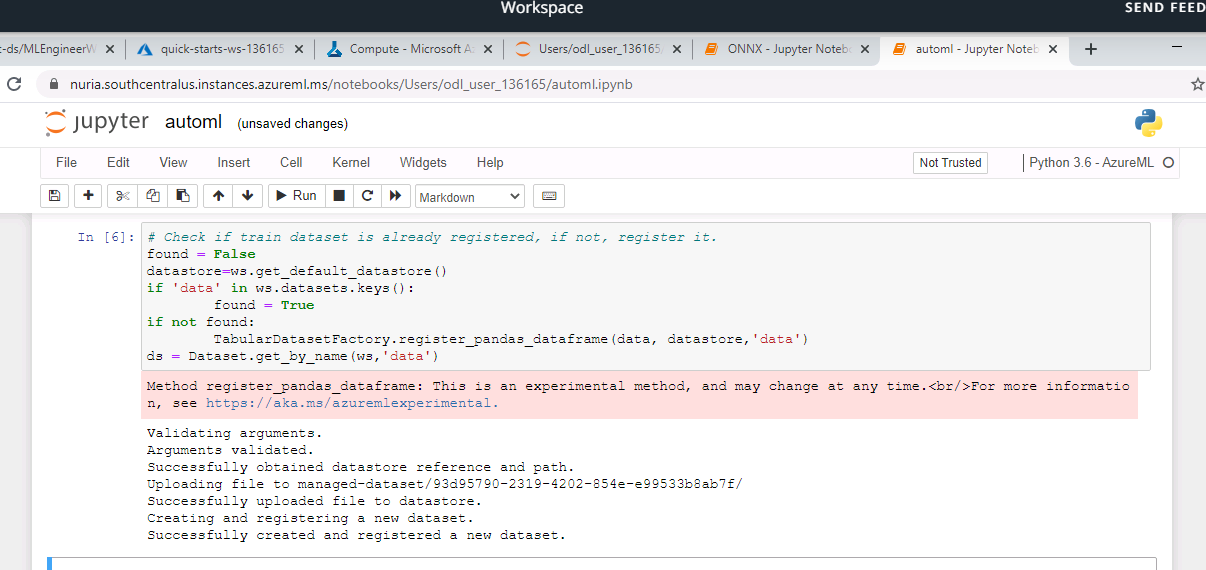 Workspace
SEND FEED
t-ds/MLEngineerW
quick-starts-ws-136165
Compute - Microsoft A
Users/odl_user_136165
ONNX - Jupyter Notebo
automl - Jupyter Noteb
nuria.southcentralus.instances.azureml.ms/notebooks/Users/odl_user_136165/automl.ipynb
jupyter automl (unsaved changes)
File Edit View Insert Cell Kernel Widgets Help Not Trusted Python 3.6 - AzureML
Run Markdown
In [6]: # Check if train dataset is already registered, if not, register it.
found = False
datastore=ws.get_default_datastore()
if 'data' in ws.datasets.keys():
found = True
if not found:
TabularDatasetFactory.register_pandas_dataframe(data, datastore,'data')
ds = Dataset.get_by_name(ws,'data')
Method register_pandas_dataframe: This is an experimental method, and may change at any time.<br/>For more informatio
n, see https://aka.ms/azuremlexperimental.
Validating arguments.
Arguments validated.
Successfully obtained datastore reference and path.
Uploading file to managed-dataset/93d95790-2319-4202-854e-e99533b8ab7f/
Successfully uploaded file to datastore.
Creating and registering a new dataset.
Successfully created and registered a new dataset.